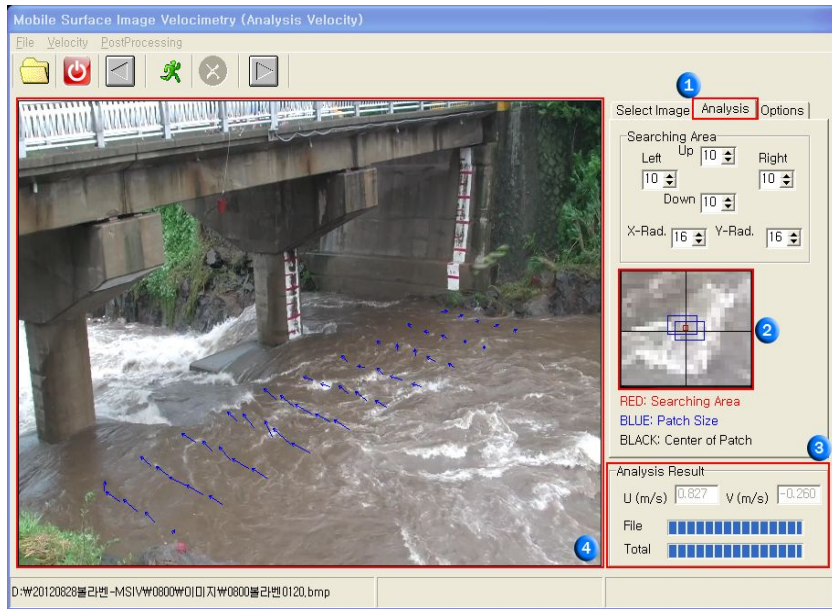 Mobile Surface Image Velocimetry (Analysis Velocity)
File Velocity PostProcessing
1
Select Image Analysis Options
Searching Area
Left Up 10 Right
10 10
Down 10
X-Rad. 16 Y-Rad. 16
2
RED: Searching Area
BLUE: Patch Size
BLACK: Center of Patch
3
Analysis Result
U (m/s) 0.827 V (m/s) -0.260
File
Total
4
D:₩20120828볼라벤-MSIV₩0800₩이미지₩0800볼라벤0120.bmp